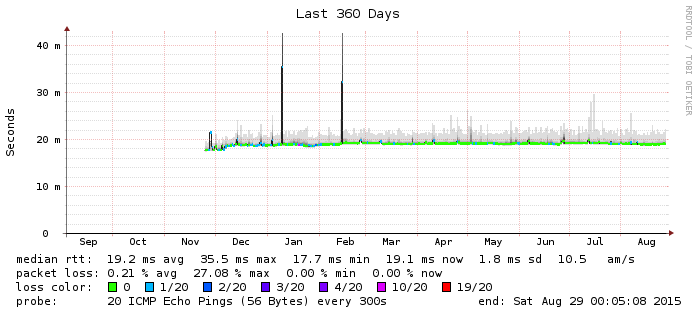 Last 360 Days
RRDTOOL / TOBI OETIKER
Seconds
40 m
30 m
20 m
10 m
0
Sep Oct Nov Dec Jan Feb Mar Apr May Jun Jul Aug
median rtt: 19.2 ms avg 35.5 ms max 17.7 ms min 19.1 ms now 1.8 ms sd 10.5 am/s
packet loss: 0.21 % avg 27.08 % max 0.00 % min 0.00 % now
loss color: 0 1/20 2/20 3/20 4/20 10/20 19/20
probe: 20 ICMP Echo Pings (56 Bytes) every 300s end: Sat Aug 29 00:05:08 2015